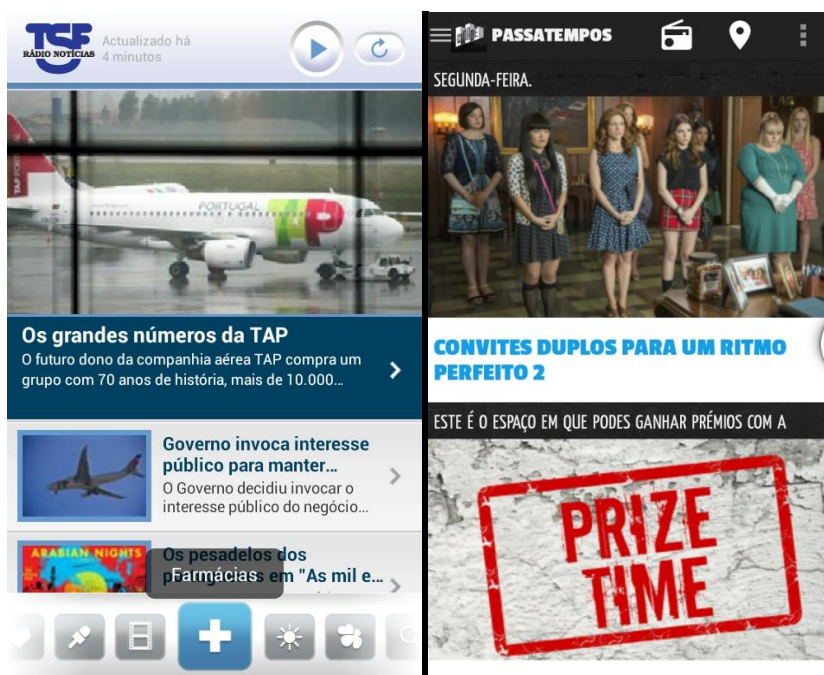 TSF
RÁDIO NOTÍCIAS
Actualizado há
4 minutos
TAP PORTUGAL
PORTUGAL
TAP
Os grandes números da TAP
O futuro dono da companhia aérea TAP compra um
grupo com 70 anos de história, mais de 10.000...
Governo invoca interesse
público para manter...
O Governo decidiu invocar o
interesse público do negócio...
ARABIAN NIGHTS
Os pesadelos dos
em "As mil e...
Farmácias
PASSATEMPOS
SEGUNDA-FEIRA.
CONVITES DUPLOS PARA UM RITMO
PERFEITO 2
ESTE É O ESPAÇO EM QUE PODES GANHAR PRÉMIOS COM A
PRIZE
TIME